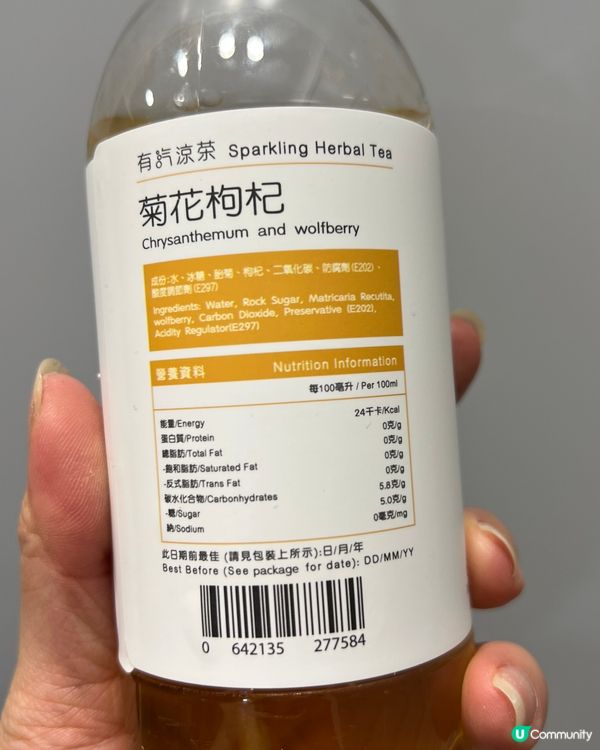 有汽涼茶 Sparkling Herbal Tea
菊花枸杞
Chrysanthemum and wolfberry
成份:水、冰糖、胎菊、枸杞、二氧化碳、防腐劑(E202)、
酸度調節劑(E297)
Ingredients: Water, Rock Sugar, Matricaria Recutita,
wolfberry, Carbon Dioxide, Preservative (E202),
Acidity Regulator(E297)
營養資料 Nutrition Information
每100毫升 / Per 100ml
能量/Energy 24千卡/Kcal
蛋白質/Protein 0克/g
總脂肪/Total Fat 0克/g
-飽和脂肪/Saturated Fat 0克/g
-反式脂肪/Trans Fat 0克/g
碳水化合物/Carbonhydrates 5.8克/g
-糖/Sugar 5.0克/g
鈉/Sodium 0毫克/mg
此日期前最佳 (請見包裝上所示):日/月/年
Best Before (See package for date): DD/MM/YY
0 642135 277584
U Community